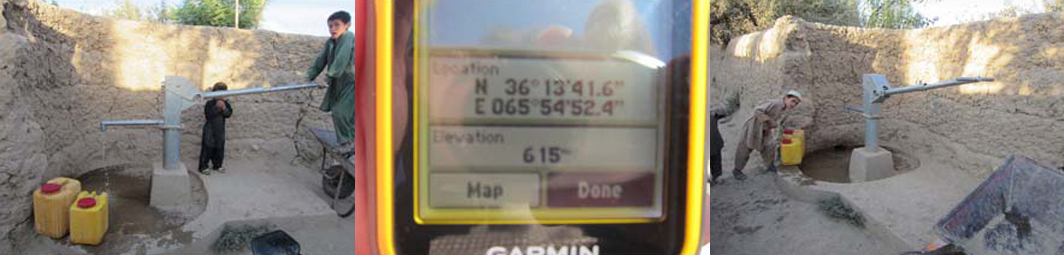 Location
N 36°13'41.6"
E 065°54'52.4"
Elevation
615m
Map
Done
GARMIN